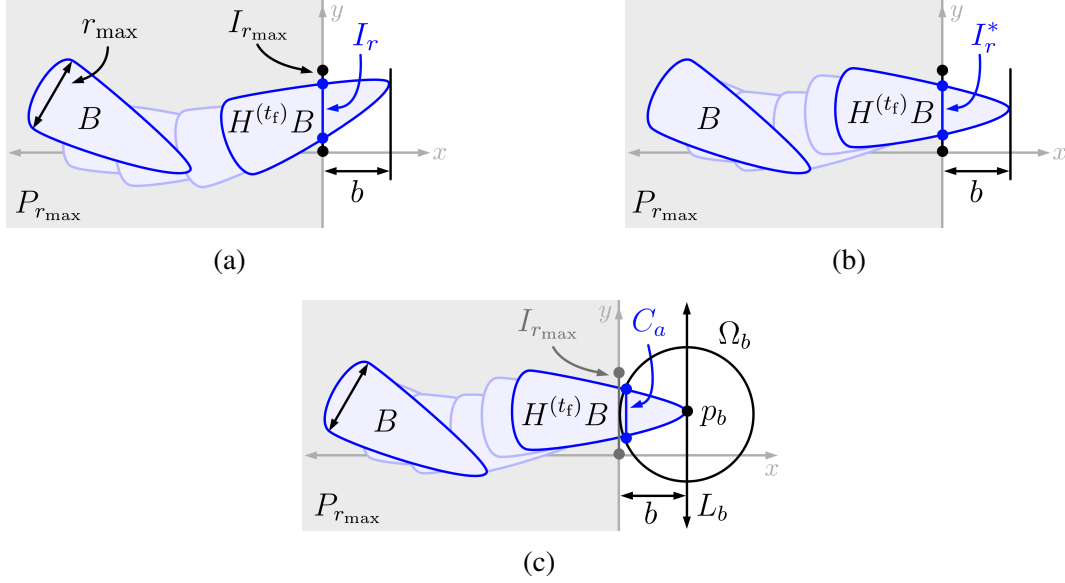 y
r_max
I_{r_max}
I_r
B
H^{(t_f)} B
x
b
P_{r_max}
(a)
y
I_r^*
B
H^{(t_f)} B
x
b
P_{r_max}
(b)
y
I_{r_max}
C_a
Ω_b
B
H^{(t_f)} B
p_b
x
b
L_b
P_{r_max}
(c)